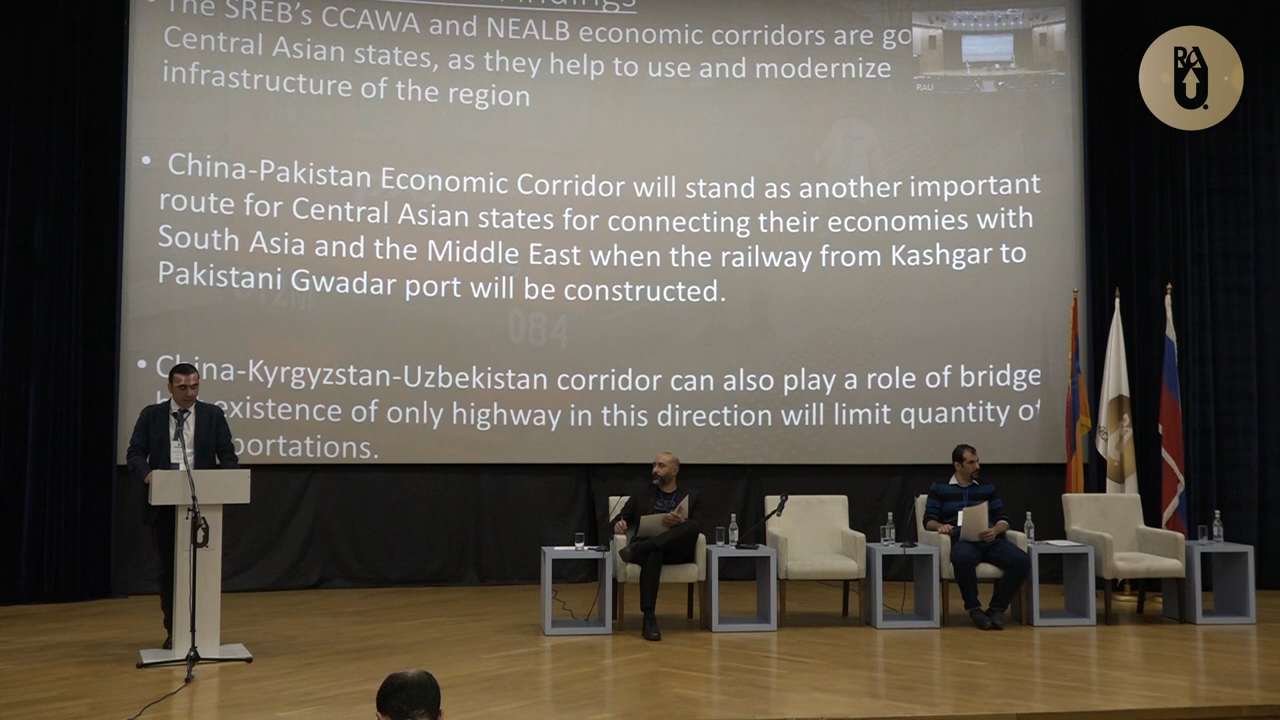 The SREB's CCAWA and NEALB economic corridors are go
Central Asian states, as they help to use and modernize
infrastructure of the region
• China-Pakistan Economic Corridor will stand as another important
route for Central Asian states for connecting their economies with
South Asia and the Middle East when the railway from Kashgar to
Pakistani Gwadar port will be constructed.
• China-Kyrgyzstan-Uzbekistan corridor can also play a role of bridge
existence of only highway in this direction will limit quantity of
portations.
RAU
RAU
084